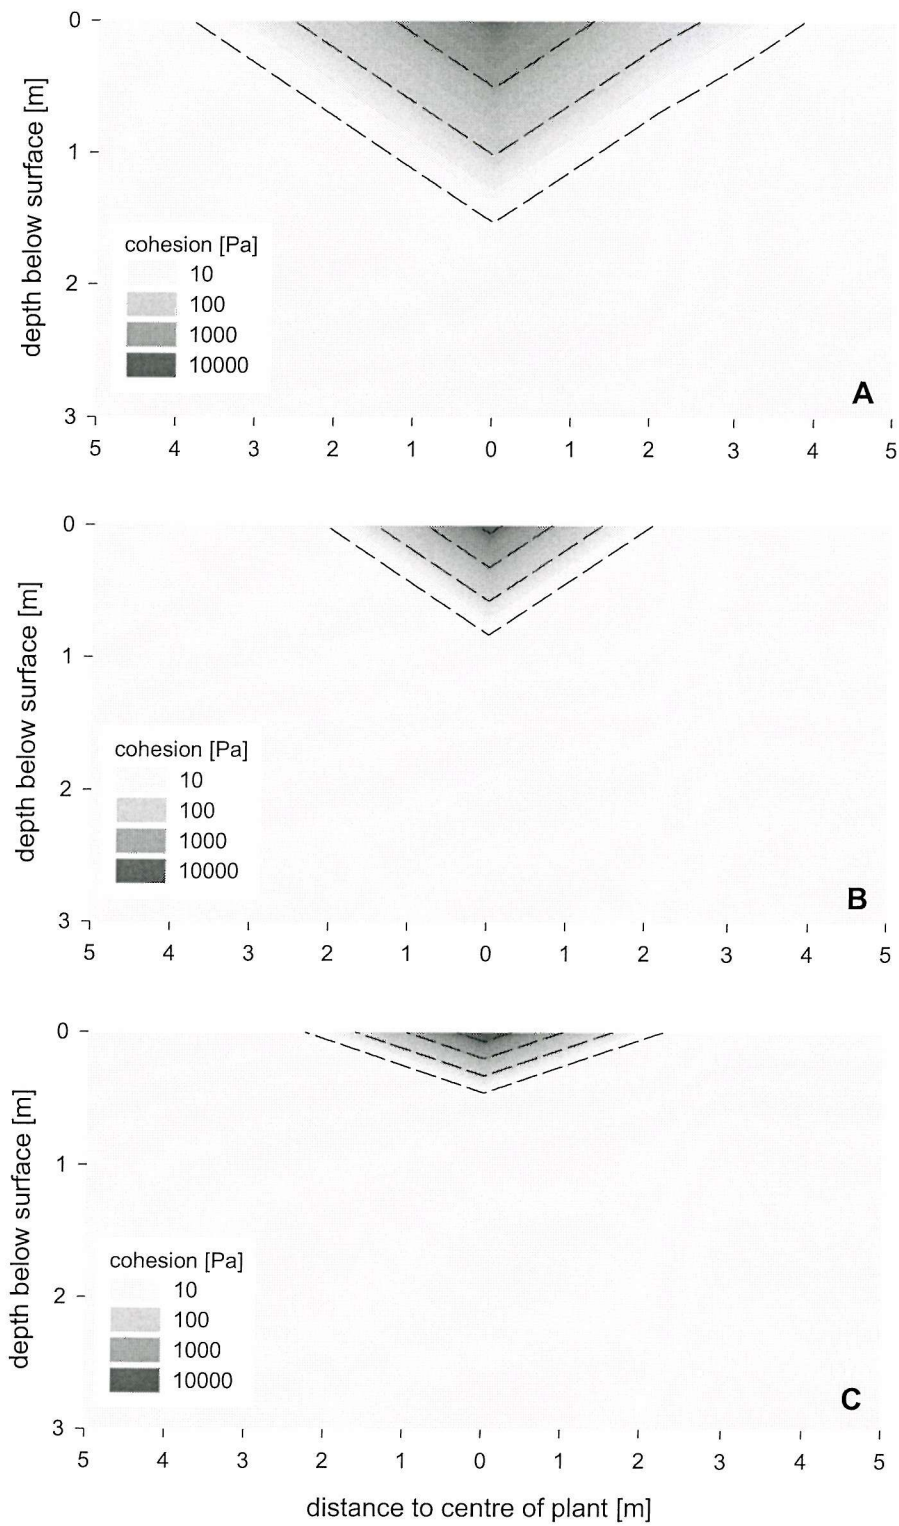 0
1
2
3
depth below surface [m]
cohesion [Pa]
10
100
1000
10000
A
5 4 3 2 1 0 1 2 3 4 5
0
1
2
3
depth below surface [m]
cohesion [Pa]
10
100
1000
10000
B
5 4 3 2 1 0 1 2 3 4 5
0
1
2
3
depth below surface [m]
cohesion [Pa]
10
100
1000
10000
C
5 4 3 2 1 0 1 2 3 4 5
distance to centre of plant [m]